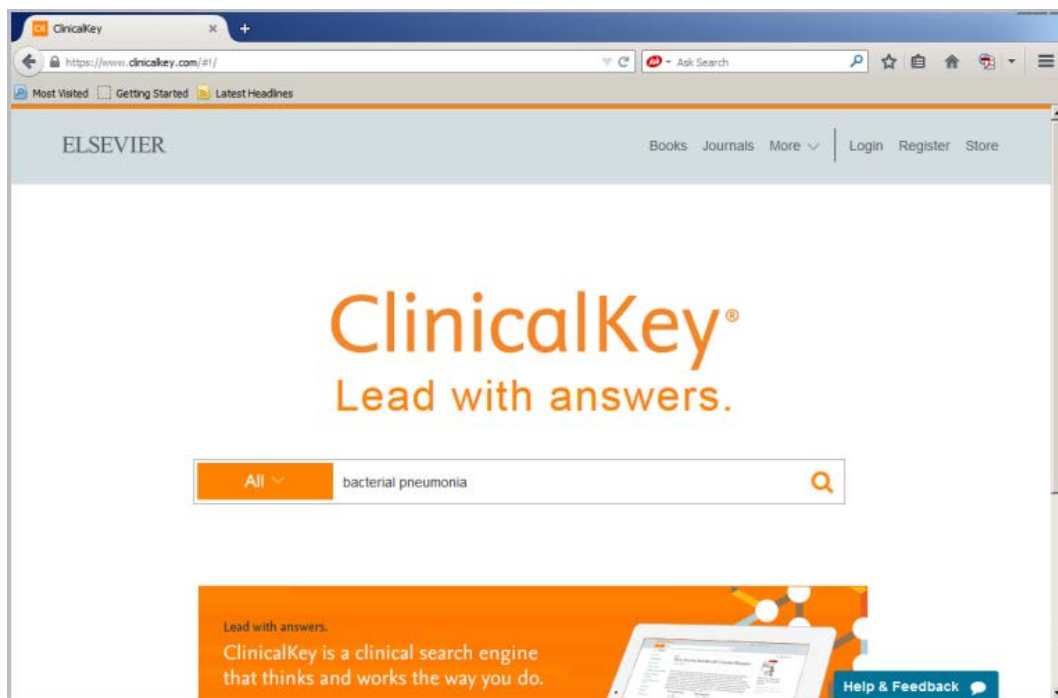 CK ClinicalKey × +
https://www.clinicalkey.com/#!/ Ask Search
Most Visited Getting Started Latest Headlines
ELSEVIER Books Journals More Login Register Store
ClinicalKey®
Lead with answers.
All bacterial pneumonia
Lead with answers.
ClinicalKey is a clinical search engine
that thinks and works the way you do.
Help & Feedback